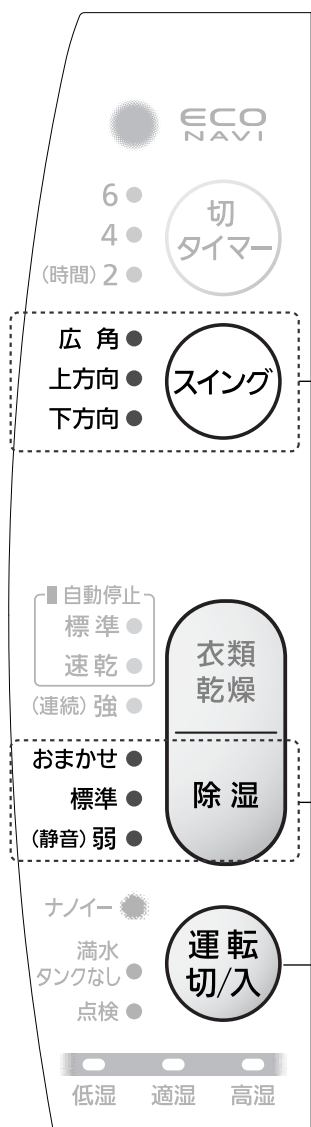 ECO
NAVI
6
4
(時間) 2
切
タイマー
広 角
上方向
下方向
スイング
自動停止
標 準
速 乾
(連続) 強
衣類
乾燥
おまかせ
標準
(静音) 弱
除 湿
ナノイー
満水
タンクなし
点検
運 転
切/入
低湿 適湿 高湿